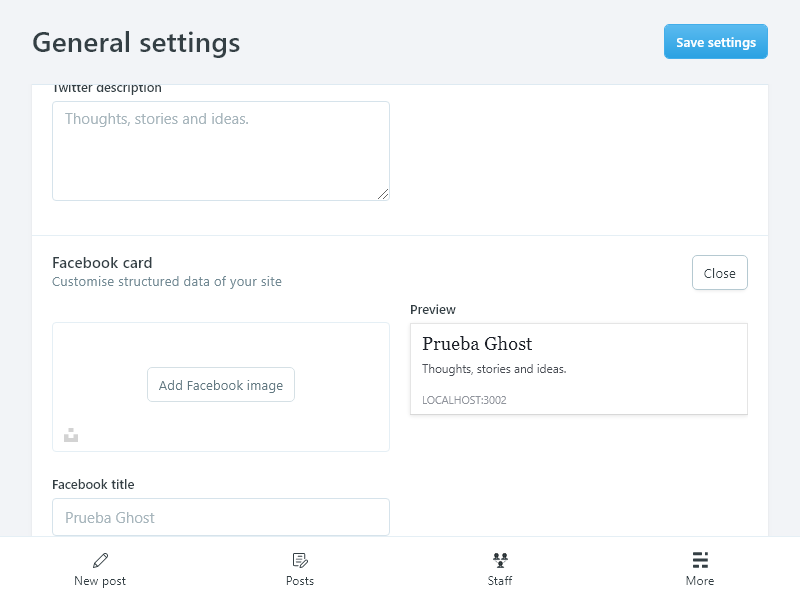 General settings
Save settings
Twitter description
Thoughts, stories and ideas.
Facebook card
Customise structured data of your site
Close
Preview
Prueba Ghost
Thoughts, stories and ideas.
LOCALHOST:3002
Add Facebook image
Facebook title
Prueba Ghost
New post
Posts
Staff
More